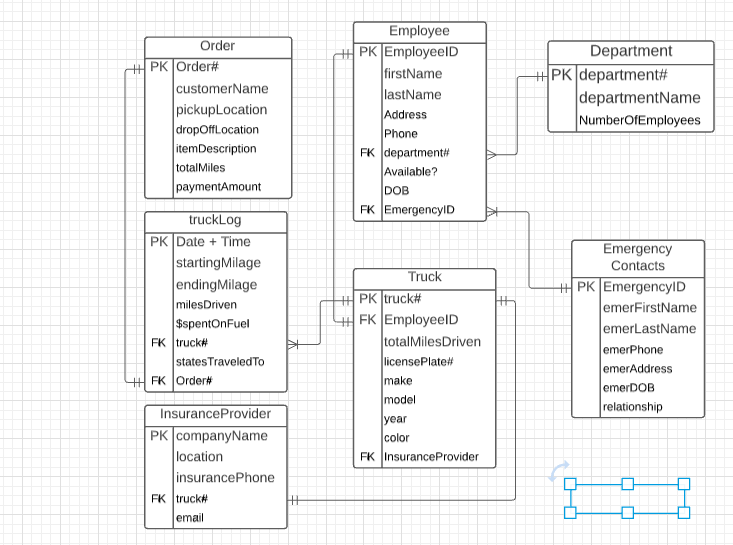 Order
PK Order#
customerName
pickupLocation
dropOffLocation
itemDescription
totalMiles
paymentAmount
truckLog
PK Date + Time
startingMilage
endingMilage
milesDriven
$spentOnFuel
FK truck#
statesTraveledTo
FK Order#
InsuranceProvider
PK companyName
location
insurancePhone
FK truck#
email
Employee
PK EmployeeID
firstName
lastName
Address
Phone
FK department#
Available?
DOB
FK EmergencyID
Truck
PK truck#
FK EmployeeID
totalMilesDriven
licensePlate#
make
model
year
color
FK InsuranceProvider
Department
PK department#
departmentName
NumberOfEmployees
Emergency
Contacts
PK EmergencyID
emerFirstName
emerLastName
emerPhone
emerAddress
emerDOB
relationship